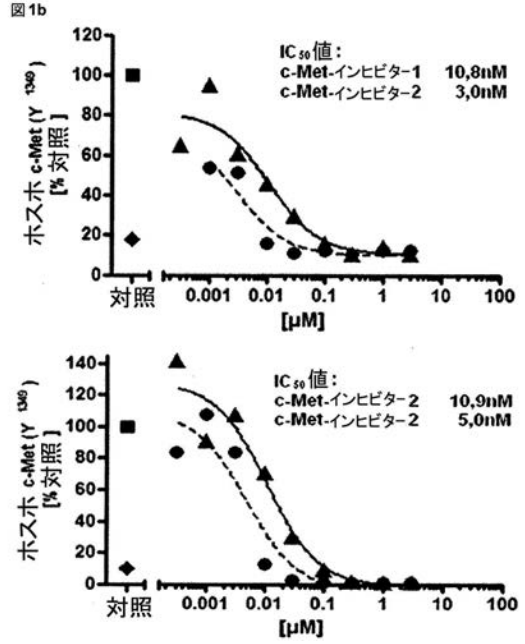 図1b
IC50値:
c-Met-インヒビター1 10,8nM
c-Met-インヒビター2 3,0nM
ホスホ c-Met (Y 1349)
[% 対照]
120
100
80
60
40
20
0
対照
0.001 0.01 0.1 1 10 100
[µM]
IC50値:
c-Met-インヒビター2 10,9nM
c-Met-インヒビター2 5,0nM
ホスホ c-Met (Y 1349)
[% 対照]
140
120
100
80
60
40
20
0
対照
0.001 0.01 0.1 1 10 100
[µM]